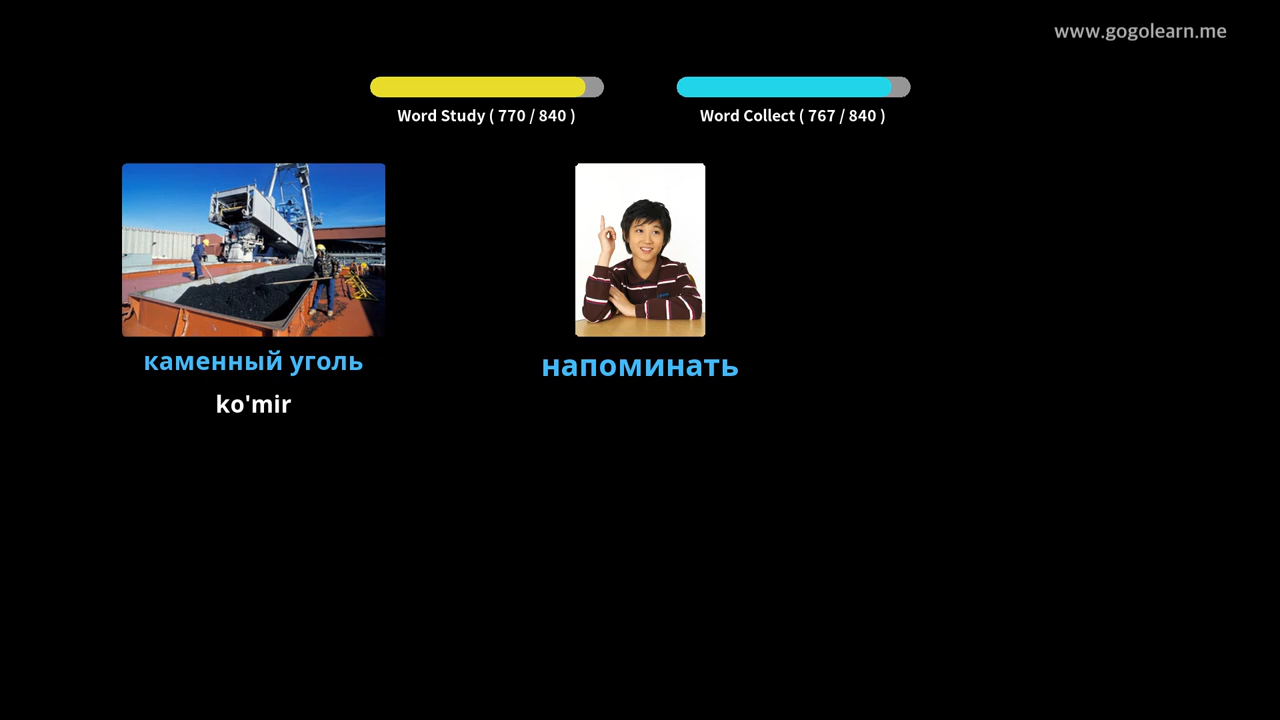 www.gogolearn.me
Word Study ( 770 / 840 )
Word Collect ( 767 / 840 )
каменный уголь
ko'mir
напоминать